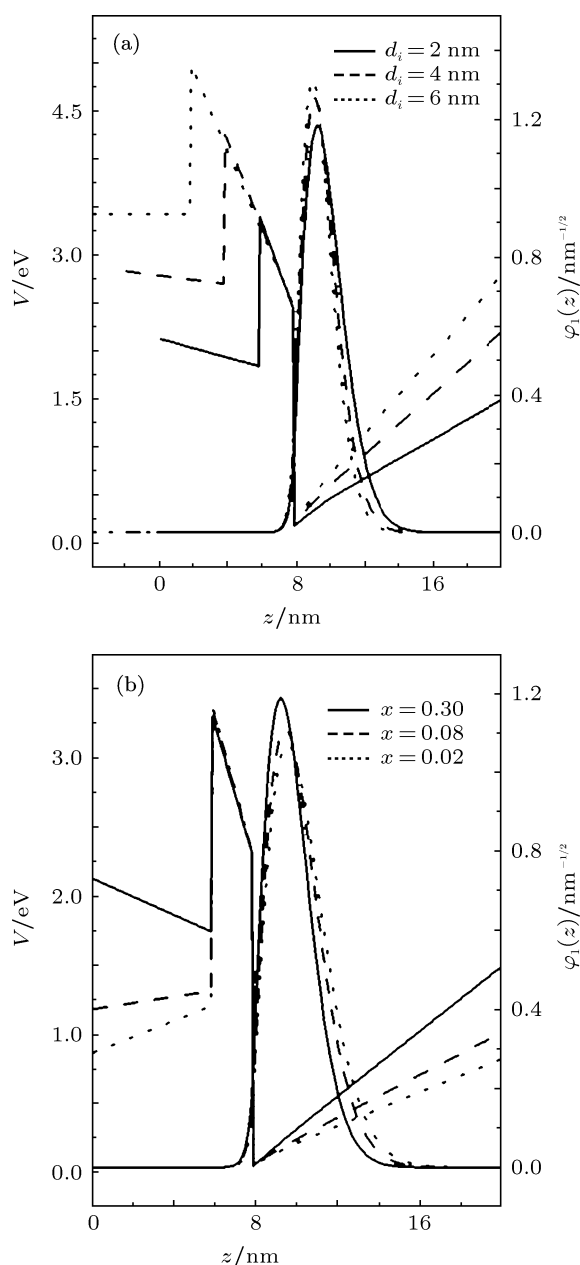 (a)
d_i = 2 nm
d_i = 4 nm
d_i = 6 nm
4.5
3.0
1.5
0.0
V/eV
1.2
0.8
0.4
0.0
φ₁(z)/nm⁻¹/²
0
8
16
z/nm
(b)
x = 0.30
x = 0.08
x = 0.02
3.0
2.0
1.0
0.0
V/eV
1.2
0.8
0.4
0.0
φ₁(z)/nm⁻¹/²
0
8
16
z/nm